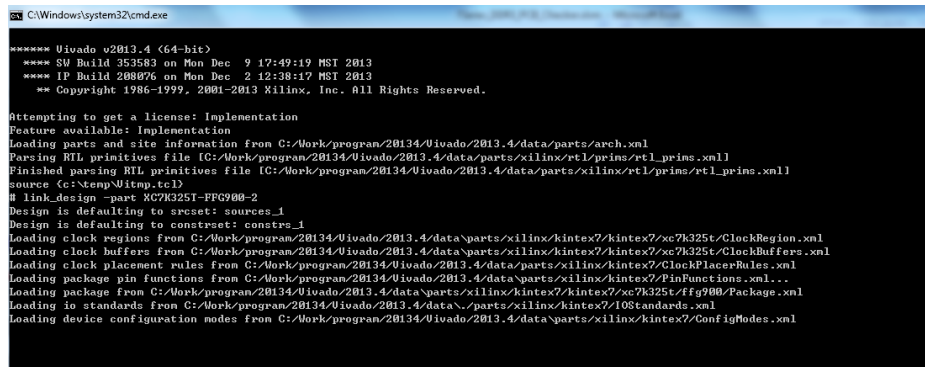 C:\Windows\system32\cmd.exe
****** Vivado v2013.4 (64-bit)
**** SW Build 353583 on Mon Dec  9 17:49:19 MST 2013
**** IP Build 208076 on Mon Dec  2 12:38:17 MST 2013
** Copyright 1986-1999, 2001-2013 Xilinx, Inc. All Rights Reserved.
Attempting to get a license: Implementation
Feature available: Implementation
Loading parts and site information from C:/Work/program/20134/Vivado/2013.4/data/parts/arch.xml
Parsing RTL primitives file [C:/Work/program/20134/Vivado/2013.4/data/parts/xilinx/rtl/prims/rtl_prims.xml]
Finished parsing RTL primitives file [C:/Work/program/20134/Vivado/2013.4/data/parts/xilinx/rtl/prims/rtl_prims.xml]
source {c:\temp\Vitmp.tcl}
# link_design -part XC7K325T-FFG900-2
Design is defaulting to srcset: sources_1
Design is defaulting to constrset: constrs_1
Loading clock regions from C:/Work/program/20134/Vivado/2013.4/data\parts/xilinx/kintex7/kintex7/xc7k325t/ClockRegion.xml
Loading clock buffers from C:/Work/program/20134/Vivado/2013.4/data\parts/xilinx/kintex7/kintex7/xc7k325t/ClockBuffers.xml
Loading clock placement rules from C:/Work/program/20134/Vivado/2013.4/data/parts/xilinx/kintex7/ClockPlacerRules.xml
Loading package pin functions from C:/Work/program/20134/Vivado/2013.4/data\parts/xilinx/kintex7/PinFunctions.xml...
Loading package from C:/Work/program/20134/Vivado/2013.4/data\parts/xilinx/kintex7/kintex7/xc7k325t/ffg900/Package.xml
Loading io standards from C:/Work/program/20134/Vivado/2013.4/data\./parts/xilinx/kintex7/IOStandards.xml
Loading device configuration modes from C:/Work/program/20134/Vivado/2013.4/data\parts/xilinx/kintex7/ConfigModes.xml